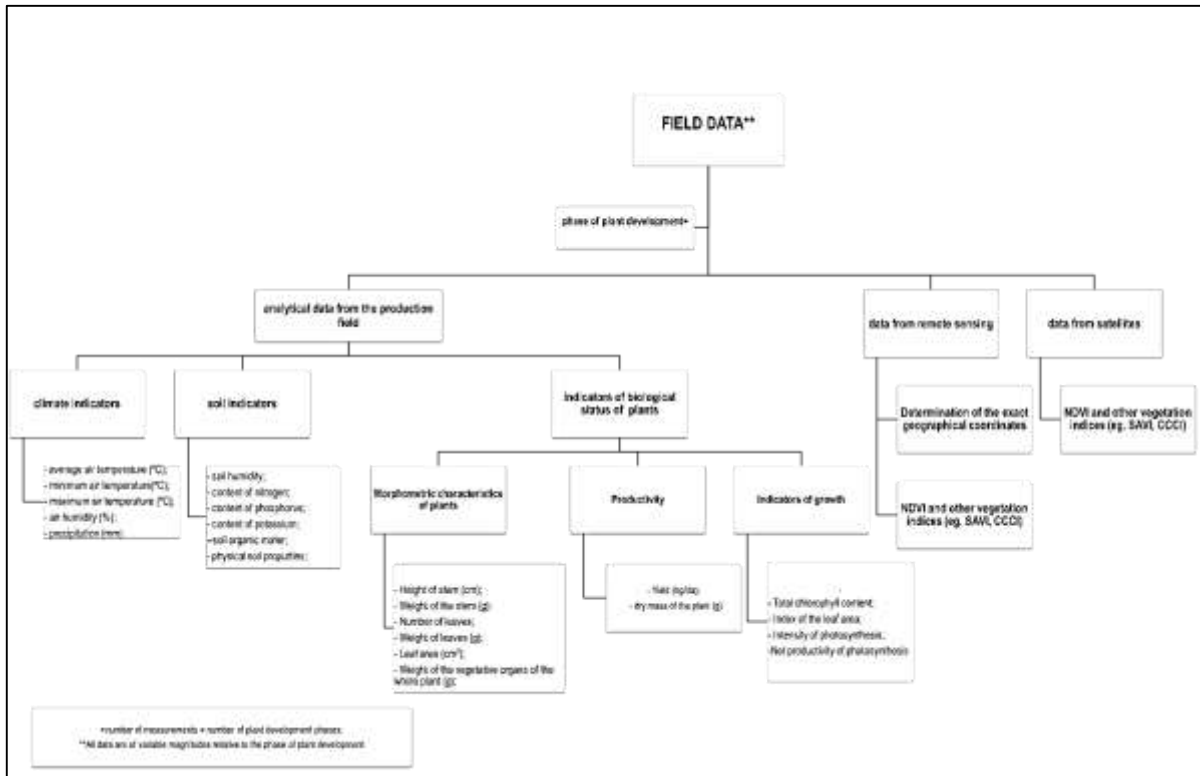 FIELD DATA**
phase of plant development*
analytical data from the production
field
data from remote sensing
data from satellites
climate indicators
soil indicators
Indicators of biological
status of plants
Determination of the exact
geographical coordinates
NDVI and other vegetation
indices (eg. SAVI, CCCI)
- average air temperature (ºC);
- minimum air temperature(ºC);
- maximum air temperature (ºC);
- air humidity (%);
- precipitation (mm)
- soil humidity;
- content of nitrogen;
- content of phosphorus;
- content of potassium;
- soil organic mater;
- physical soil propurties;
Morphometric characteristics
of plants
Productivity
Indicators of growth
NDVI and other vegetation
indices (eg. SAVI, CCCI)
- Height of stem (cm);
- Weight of the stem (g)
- Number of leaves;
- Weight of leaves (g);
- Leaf area (cm²);
- Weight of the vegetative organs of the
whole plant (g);
- Yield
- dry mass of the plant (g)
- Total chlorophyll content;
- Index of the leaf area;
- Intensity of photosynthesis;
-Net productivity of photosynthesis
*number of measurements = number of plant development phases;
**All data are of variable magnitudes relative to the phase of plant development